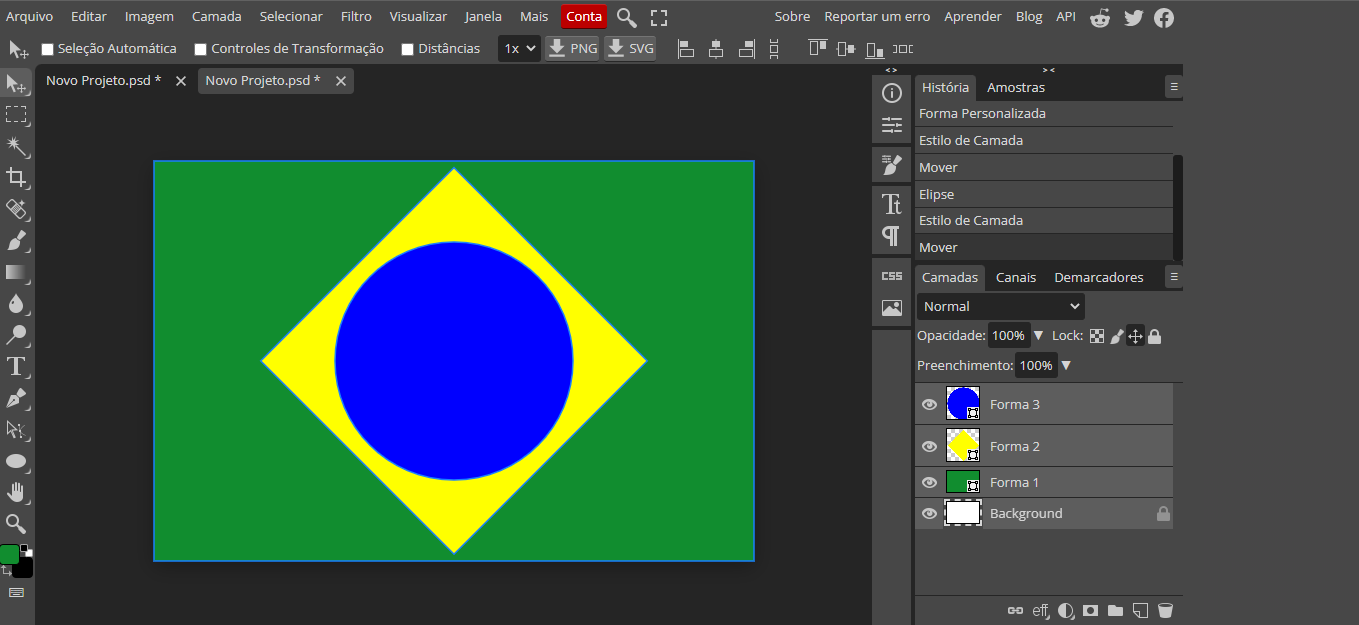 Arquivo Editar Imagem Camada Selecionar Filtro Visualizar Janela Mais Conta Sobre Reportar um erro Aprender Blog API
Seleção Automática Controles de Transformação Distâncias 1x PNG SVG
Novo Projeto.psd * Novo Projeto.psd *
História Amostras
Forma Personalizada
Estilo de Camada
Mover
Elipse
Estilo de Camada
Mover
CSS
Camadas Canais Demarcadores
Normal
Opacidade: 100% Lock:
Preenchimento: 100%
Forma 3
Forma 2
Forma 1
Background
eff